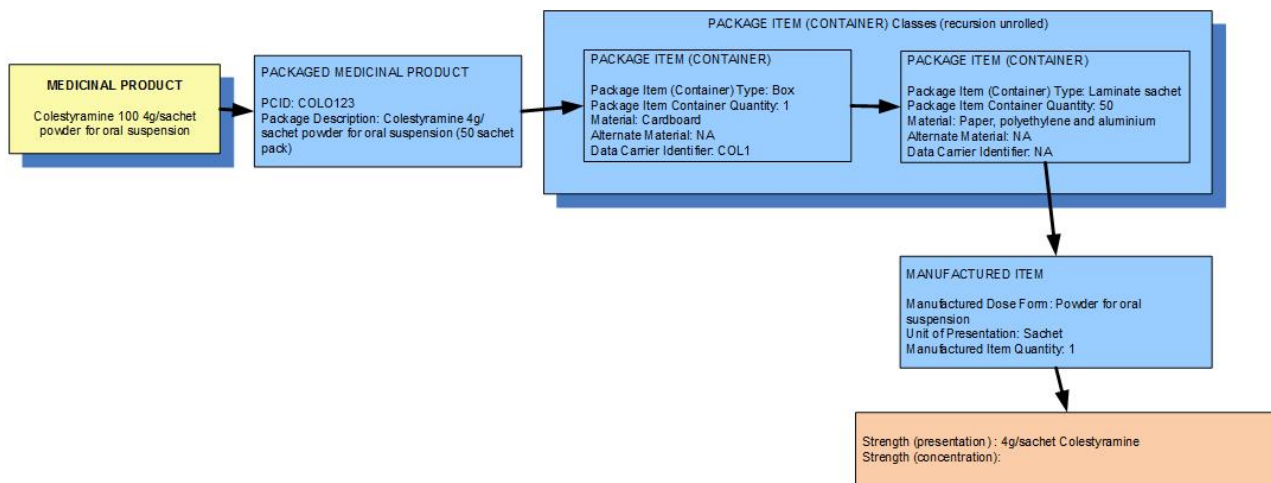 PACKAGE ITEM (CONTAINER) Classes (recursion unrolled)
MEDICINAL PRODUCT
Colestyramine 100 4g/sachet
powder for oral suspension
PACKAGED MEDICINAL PRODUCT
PCID: COLO123
Package Description: Colestyramine 4g/
sachet powder for oral suspension (50 sachet
pack)
PACKAGE ITEM (CONTAINER)
Package Item (Container) Type: Box
Package Item Container Quantity: 1
Material: Cardboard
Alternate Material: NA
Data Carrier Identifier: COL1
PACKAGE ITEM (CONTAINER)
Package Item (Container) Type: Laminate sachet
Package Item Container Quantity: 50
Material: Paper, polyethylene and aluminium
Alternate Material: NA
Data Carrier Identifier: NA
MANUFACTURED ITEM
Manufactured Dose Form: Powder for oral
suspension
Unit of Presentation: Sachet
Manufactured Item Quantity: 1
Strength (presentation) : 4g/sachet Colestyramine
Strength (concentration):